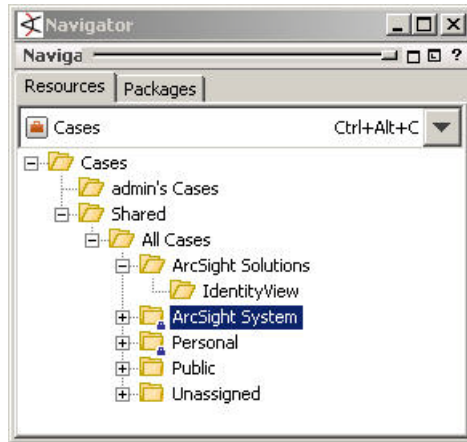 Navigator
Naviga ?
Resources Packages
Cases Ctrl+Alt+C
Cases
admin's Cases
Shared
All Cases
ArcSight Solutions
IdentityView
ArcSight System
Personal
Public
Unassigned